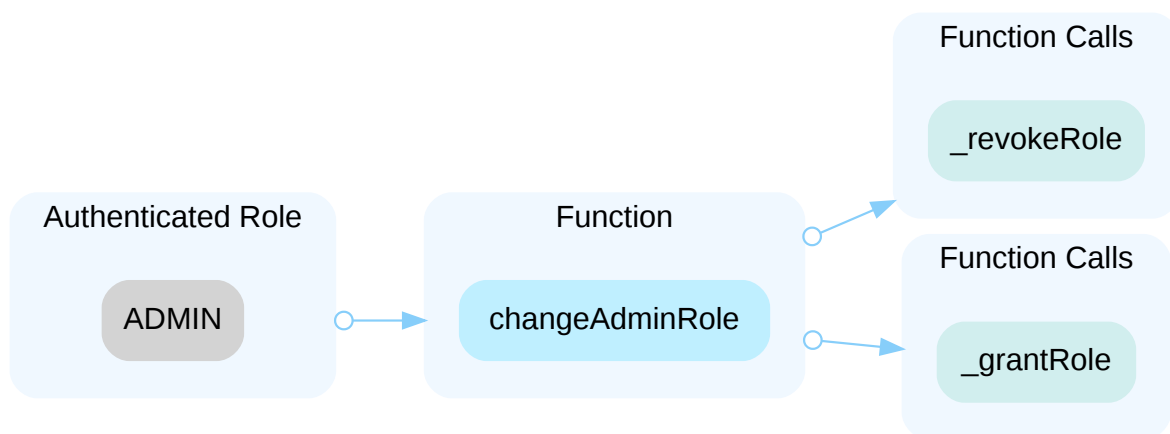 Authenticated Role
ADMIN
Function
changeAdminRole
Function Calls
_revokeRole
Function Calls
_grantRole